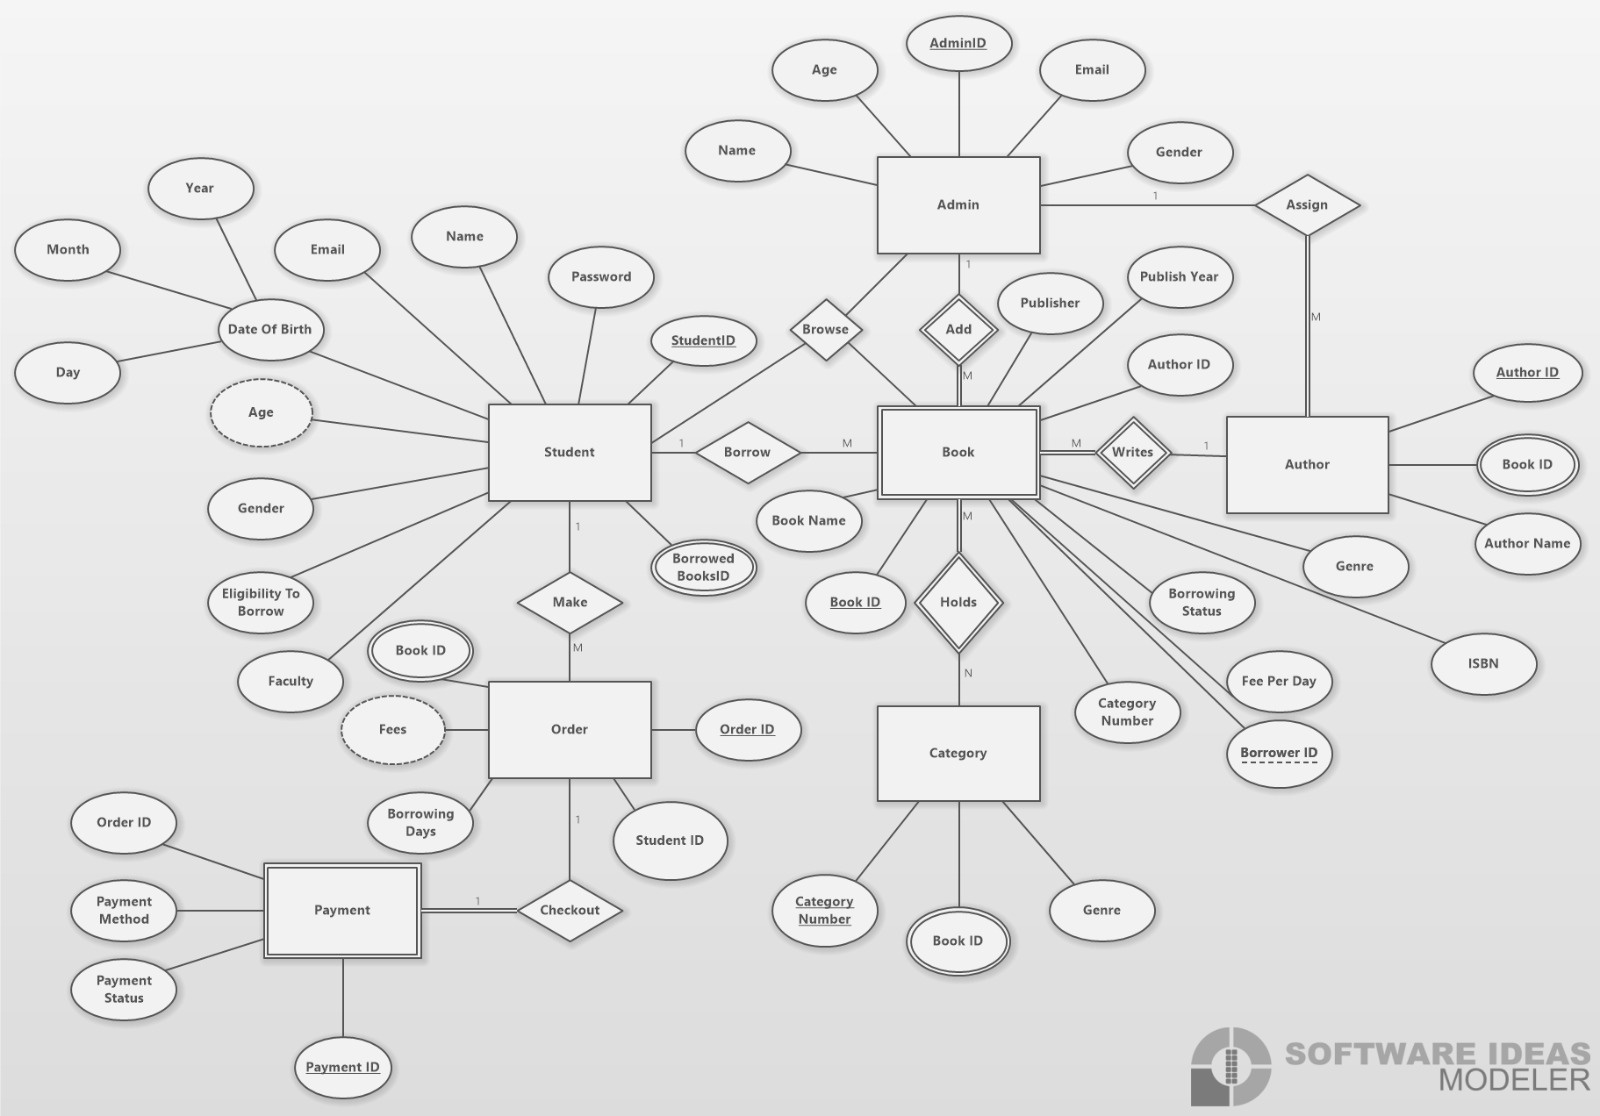 AdminID
Age
Email
Name
Gender
Admin
1
Assign
Year
Month
Email
Name
Password
Date Of Birth
Day
StudentID
Browse
1
Add
M
Publisher
Publish Year
Author ID
M
Age
Student
1
Borrow
M
Book
M
Writes
1
Author
Author ID
Book ID
Author Name
Gender
Eligibility To
Borrow
Faculty
Borrowed
BooksID
Book Name
Book ID
M
Holds
N
Genre
Borrowing
Status
ISBN
Fee Per Day
Borrower ID
Category
Number
1
Make
M
Book ID
Fees
Order
Order ID
Borrowing
Days
Student ID
1
Category
Category
Number
Book ID
Genre
Order ID
Payment
Method
Payment
Status
Payment
1
Checkout
Payment ID
SOFTWARE IDEAS
MODELER